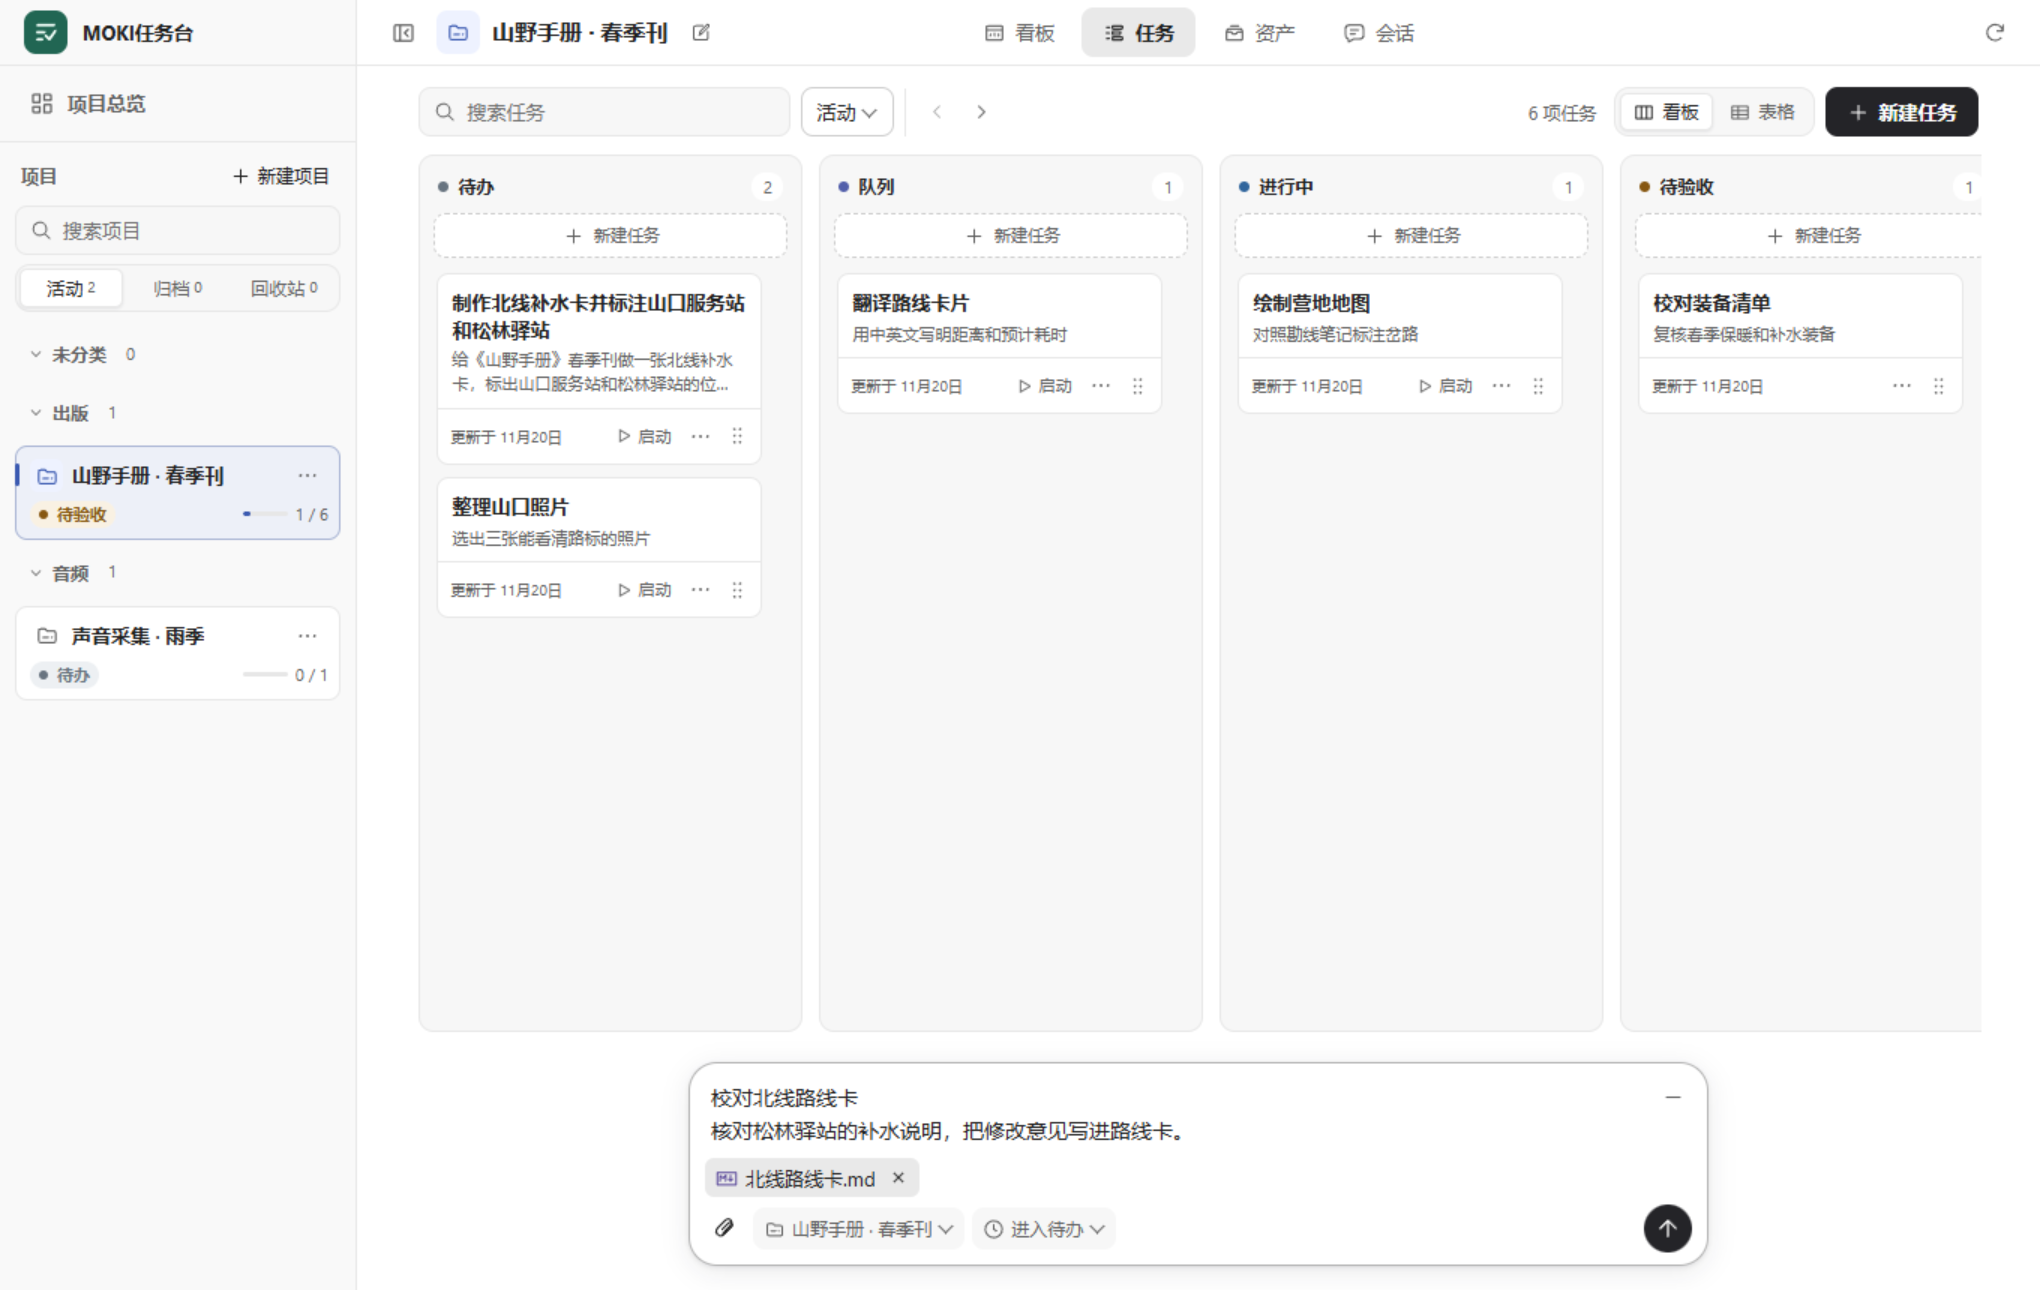 MOKI任务台
项目总览
项目
新建项目
搜索项目
活动 2
归档 0
回收站 0
未分类 0
出版 1
山野手册 · 春季刊
待验收
1 / 6
音频 1
声音采集 · 雨季
待办
0 / 1
山野手册 · 春季刊
看板
任务
资产
会话
搜索任务
活动
6 项任务
看板
表格
新建任务
待办 2
新建任务
制作北线补水卡并标注山口服务站
和松林驿站
给《山野手册》春季刊做一张北线补水
卡，标出山口服务站和松林驿站的位...
更新于 11月20日 启动
整理山口照片
选出三张能看清路标的照片
更新于 11月20日 启动
队列 1
新建任务
翻译路线卡片
用中英文写明距离和预计耗时
更新于 11月20日 启动
进行中 1
新建任务
绘制营地地图
对照勘线笔记标注岔路
更新于 11月20日 启动
待验收 1
新建任务
校对装备清单
复核春季保暖和补水装备
更新于 11月20日
校对北线路线卡
核对松林驿站的补水说明，把修改意见写进路线卡。
北线路线卡.md
山野手册 · 春季刊
进入待办